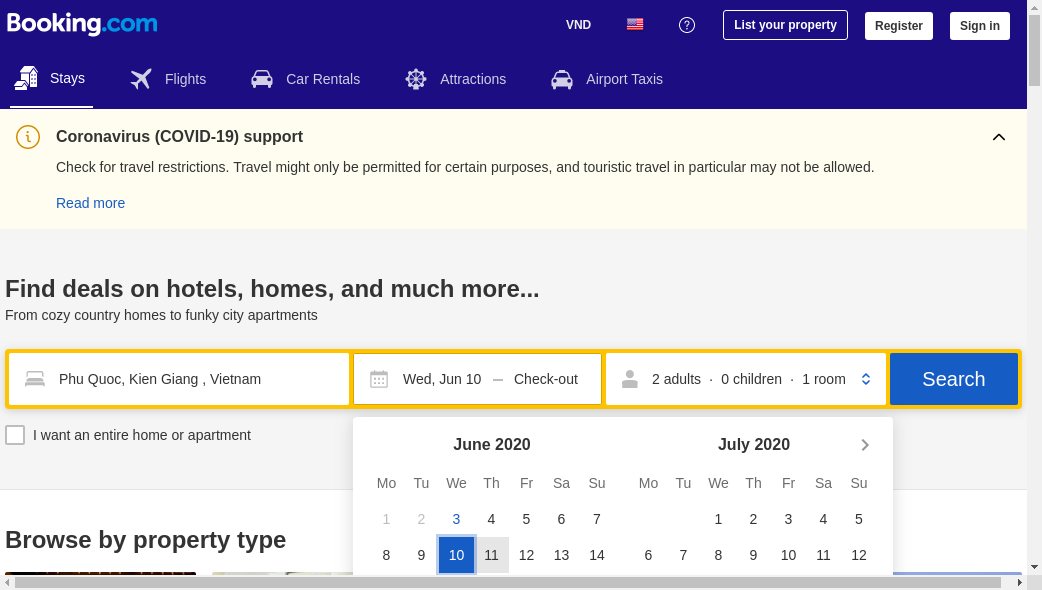 Booking.com
VND
List your property
Register
Sign in
Stays
Flights
Car Rentals
Attractions
Airport Taxis
Coronavirus (COVID-19) support
Check for travel restrictions. Travel might only be permitted for certain purposes, and touristic travel in particular may not be allowed.
Read more
Find deals on hotels, homes, and much more...
From cozy country homes to funky city apartments
Phu Quoc, Kien Giang , Vietnam
Wed, Jun 10 — Check-out
2 adults · 0 children · 1 room
Search
I want an entire home or apartment
June 2020
Mo Tu We Th Fr Sa Su
1 2 3 4 5 6 7
8 9 10 11 12 13 14
July 2020
Mo Tu We Th Fr Sa Su
1 2 3 4 5
6 7 8 9 10 11 12
Browse by property type